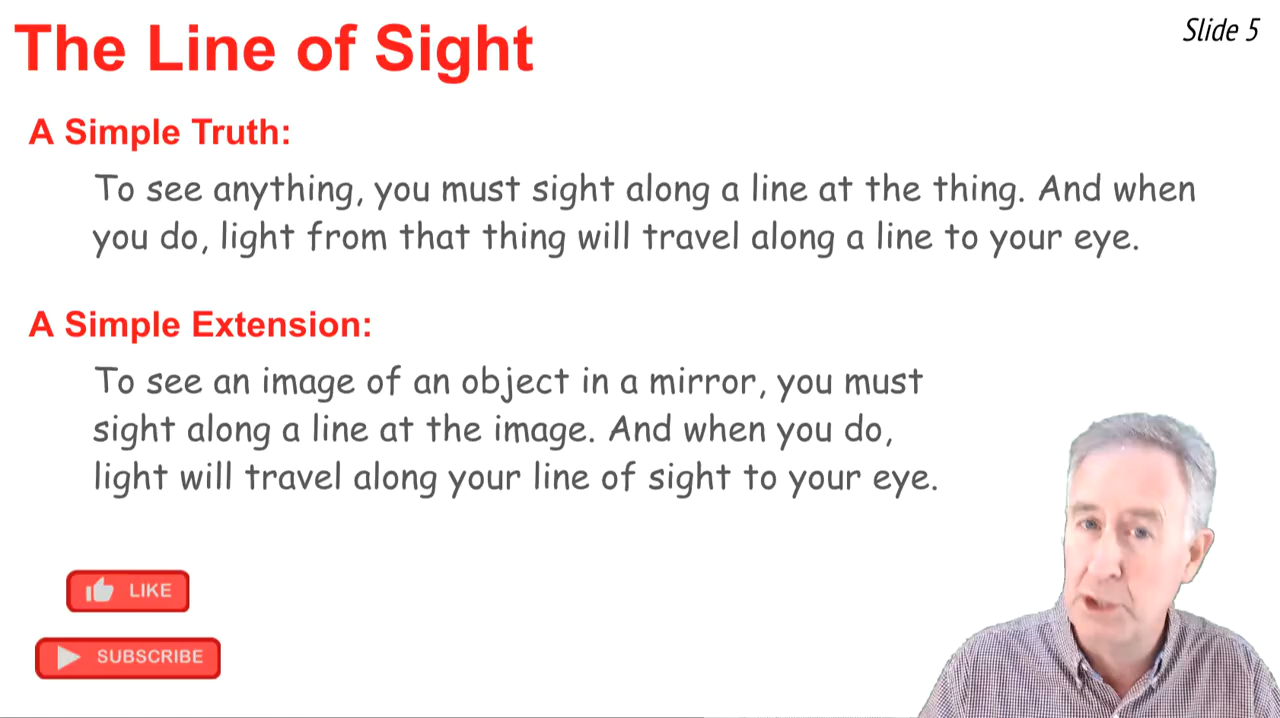 The Line of Sight
Slide 5
A Simple Truth:
To see anything, you must sight along a line at the thing. And when
you do, light from that thing will travel along a line to your eye.
A Simple Extension:
To see an image of an object in a mirror, you must
sight along a line at the image. And when you do,
light will travel along your line of sight to your eye.
LIKE
SUBSCRIBE